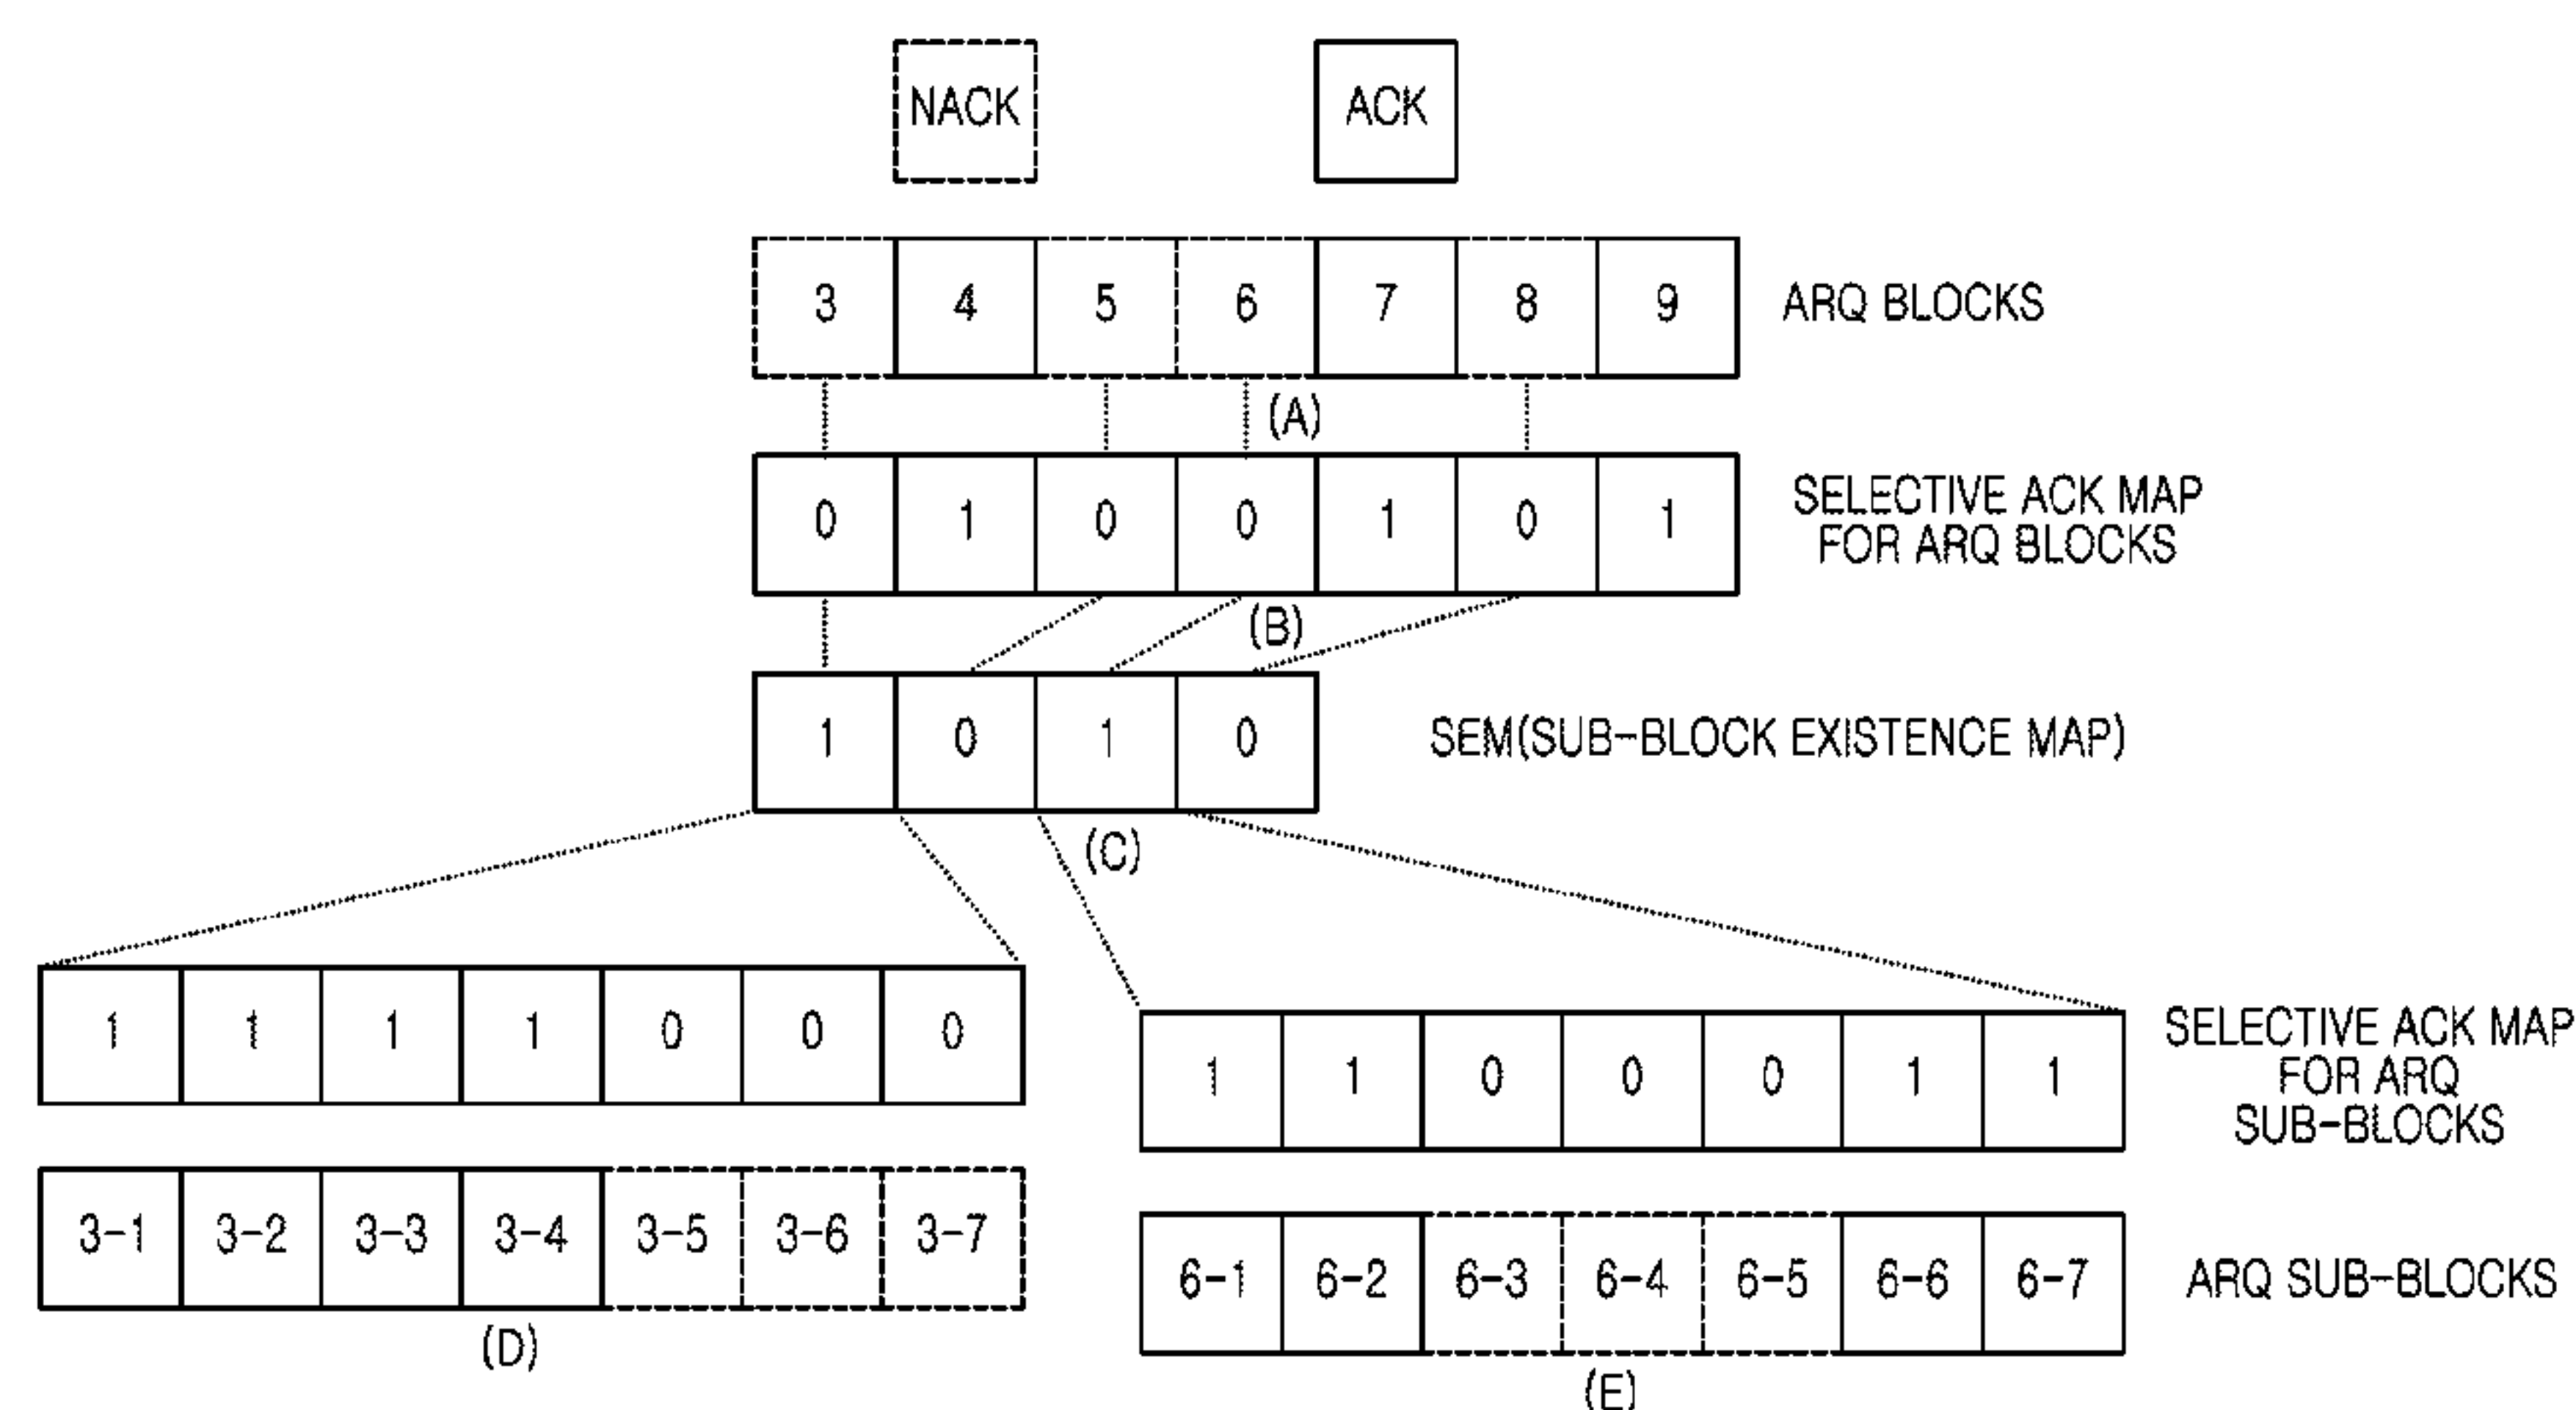 NACK ACK
3 4 5 6 7 8 9 ARQ BLOCKS
(A)
0 1 0 0 1 0 1
SELECTIVE ACK MAP
FOR ARQ BLOCKS
(B)
1 0 1 0 SEM(SUB-BLOCK EXISTENCE MAP)
(C)
1 1 1 1 0 0 0
1 1 0 0 0 1 1
SELECTIVE ACK MAP
FOR ARQ
SUB-BLOCKS
3-1 3-2 3-3 3-4 3-5 3-6 3-7
6-1 6-2 6-3 6-4 6-5 6-6 6-7 ARQ SUB-BLOCKS
(D)
(E)